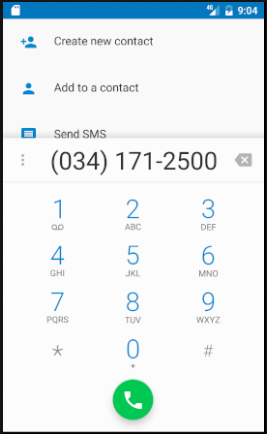 4G 9:04
Create new contact
Add to a contact
Send SMS
(034) 171-2500
1 2 3
ABC DEF
4 5 6
GHI JKL MNO
7 8 9
PQRS TUV WXYZ
* 0 #
+